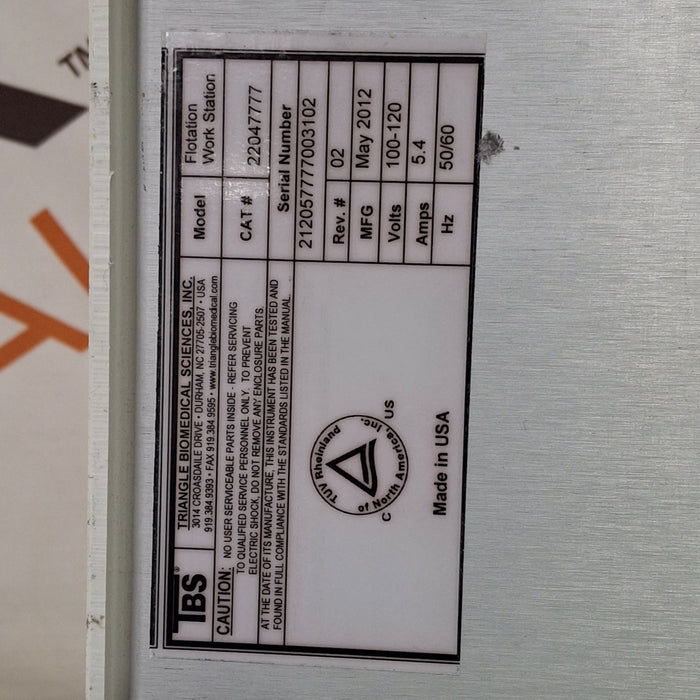 TM
TBS®
TRIANGLE BIOMEDICAL SCIENCES, INC.
3014 CROASDAILE DRIVE • DURHAM, NC 27705-2507 • USA
919.384.9393 • FAX 919.384.9595 • www.trianglebiomedical.com
CAUTION: NO USER SERVICEABLE PARTS INSIDE - REFER SERVICING
TO QUALIFIED SERVICE PERSONNEL ONLY. TO PREVENT
ELECTRIC SHOCK, DO NOT REMOVE ANY ENCLOSURE PARTS.
AT THE DATE OF ITS MANUFACTURE, THIS INSTRUMENT HAS BEEN TESTED AND
FOUND IN FULL COMPLIANCE WITH THE STANDARDS LISTED IN THE MANUAL.
TUV Rheinland
of North America, Inc.
C US
Made in USA
Model Flotation
Work Station
CAT # 22047777
Serial Number
212057777003102
Rev. # 02
MFG May 2012
Volts 100-120
Amps 5.4
Hz 50/60